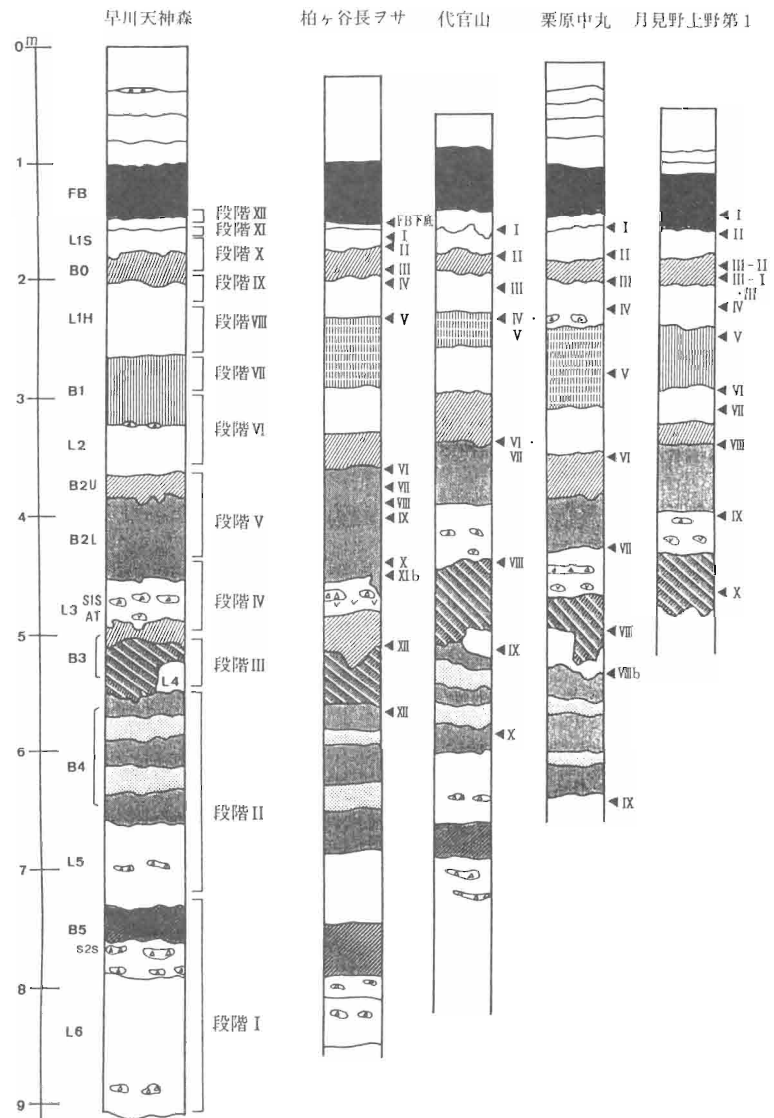 早川天神森
柏ヶ谷長ヲサ
代官山
栗原中丸
月見野上野第1
0m
1
2
3
4
5
6
7
8
9
FB
L1S
B0
L1H
B1
L2
B2U
B2L
L3
SIS
AT
B3
L4
B4
L5
B5
S2S
L6
段階XII
段階XI
段階X
段階IX
段階VIII
段階VII
段階VI
段階V
段階IV
段階III
段階II
段階I
FB下底
I
II
III
IV
V
VI
VII
VIII
IX
X
XIb
XII
XII
I
II
III
IV
V
VI
VII
VIII
IX
X
I
II
III
IV
V
VI
VII
VIII
VIIIb
IX
I
II
III-II
III-I
・III
IV
V
VI
VII
VIII
IX
X